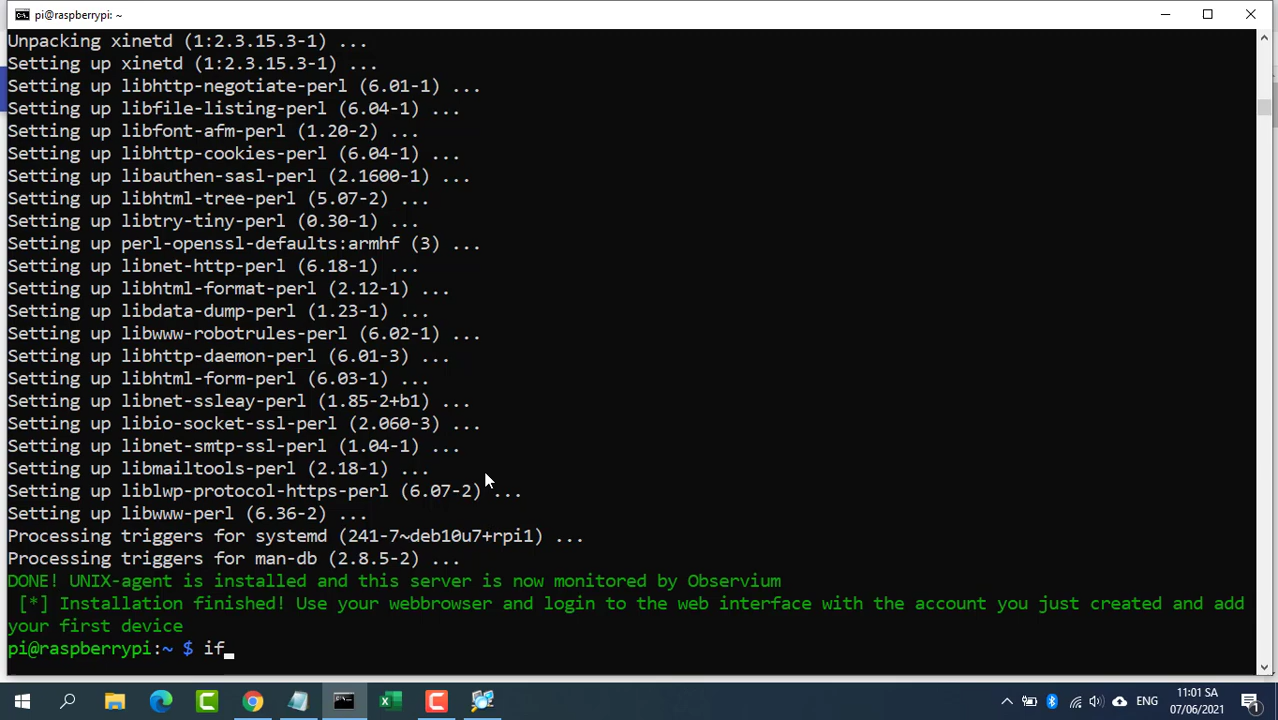 pi@raspberrypi: ~
Unpacking xinetd (1:2.3.15.3-1) ...
Setting up xinetd (1:2.3.15.3-1) ...
Setting up libhttp-negotiate-perl (6.01-1) ...
Setting up libfile-listing-perl (6.04-1) ...
Setting up libfont-afm-perl (1.20-2) ...
Setting up libhttp-cookies-perl (6.04-1) ...
Setting up libauthen-sasl-perl (2.1600-1) ...
Setting up libhtml-tree-perl (5.07-2) ...
Setting up libtry-tiny-perl (0.30-1) ...
Setting up perl-openssl-defaults:armhf (3) ...
Setting up libnet-http-perl (6.18-1) ...
Setting up libhtml-format-perl (2.12-1) ...
Setting up libdata-dump-perl (1.23-1) ...
Setting up libwww-robotrules-perl (6.02-1) ...
Setting up libhttp-daemon-perl (6.01-3) ...
Setting up libhtml-form-perl (6.03-1) ...
Setting up libnet-ssleay-perl (1.85-2+b1) ...
Setting up libio-socket-ssl-perl (2.060-3) ...
Setting up libnet-smtp-ssl-perl (1.04-1) ...
Setting up libmailtools-perl (2.18-1) ...
Setting up liblwp-protocol-https-perl (6.07-2) ...
Setting up libwww-perl (6.36-2) ...
Processing triggers for systemd (241-7~deb10u7+rpi1) ...
Processing triggers for man-db (2.8.5-2) ...
DONE! UNIX-agent is installed and this server is now monitored by Observium
[*] Installation finished! Use your webbrowser and login to the web interface with the account you just created and add
your first device
pi@raspberrypi:~ $ if_
ENG
11:01 SA
07/06/2021
1